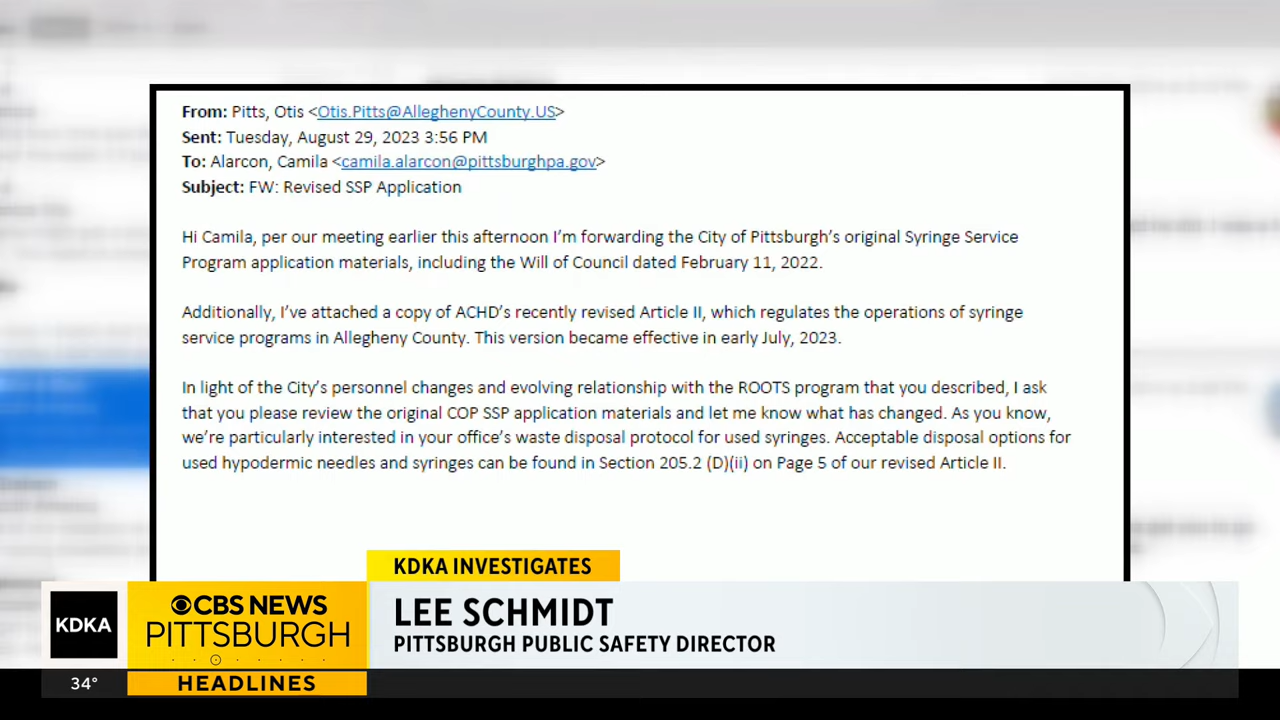 From: Pitts, Otis <Otis.Pitts@AlleghenyCounty.US>
Sent: Tuesday, August 29, 2023 3:56 PM
To: Alarcon, Camila <camila.alarcon@pittsburghpa.gov>
Subject: FW: Revised SSP Application
Hi Camila, per our meeting earlier this afternoon I'm forwarding the City of Pittsburgh's original Syringe Service
Program application materials, including the Will of Council dated February 11, 2022.
Additionally, I've attached a copy of ACHD's recently revised Article II, which regulates the operations of syringe
service programs in Allegheny County. This version became effective in early July, 2023.
In light of the City's personnel changes and evolving relationship with the ROOTS program that you described, I ask
that you please review the original COP SSP application materials and let me know what has changed. As you know,
we're particularly interested in your office's waste disposal protocol for used syringes. Acceptable disposal options for
used hypodermic needles and syringes can be found in Section 205.2 (D)(ii) on Page 5 of our revised Article II.
KDKA INVESTIGATES
KDKA
CBS NEWS
PITTSBURGH
LEE SCHMIDT
PITTSBURGH PUBLIC SAFETY DIRECTOR
34°
HEADLINES